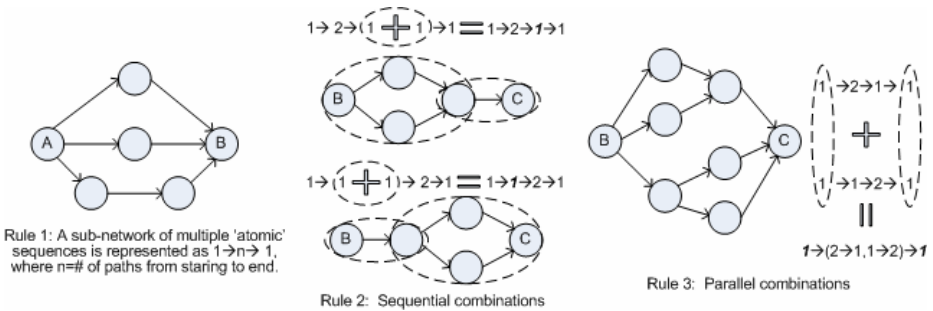 A
B
Rule 1: A sub-network of multiple 'atomic'
sequences is represented as 1→n→ 1,
where n=# of paths from staring to end.
1→ 2→ (1 + 1)→1 = 1→2→1→1
B
C
1→ (1 + 1)→ 2→1 = 1→1→2→1
B
C
Rule 2: Sequential combinations
B
C
1 →2→1→ 1
+
1 →1→2→ 1
=
1→(2→1,1→2)→1
Rule 3: Parallel combinations